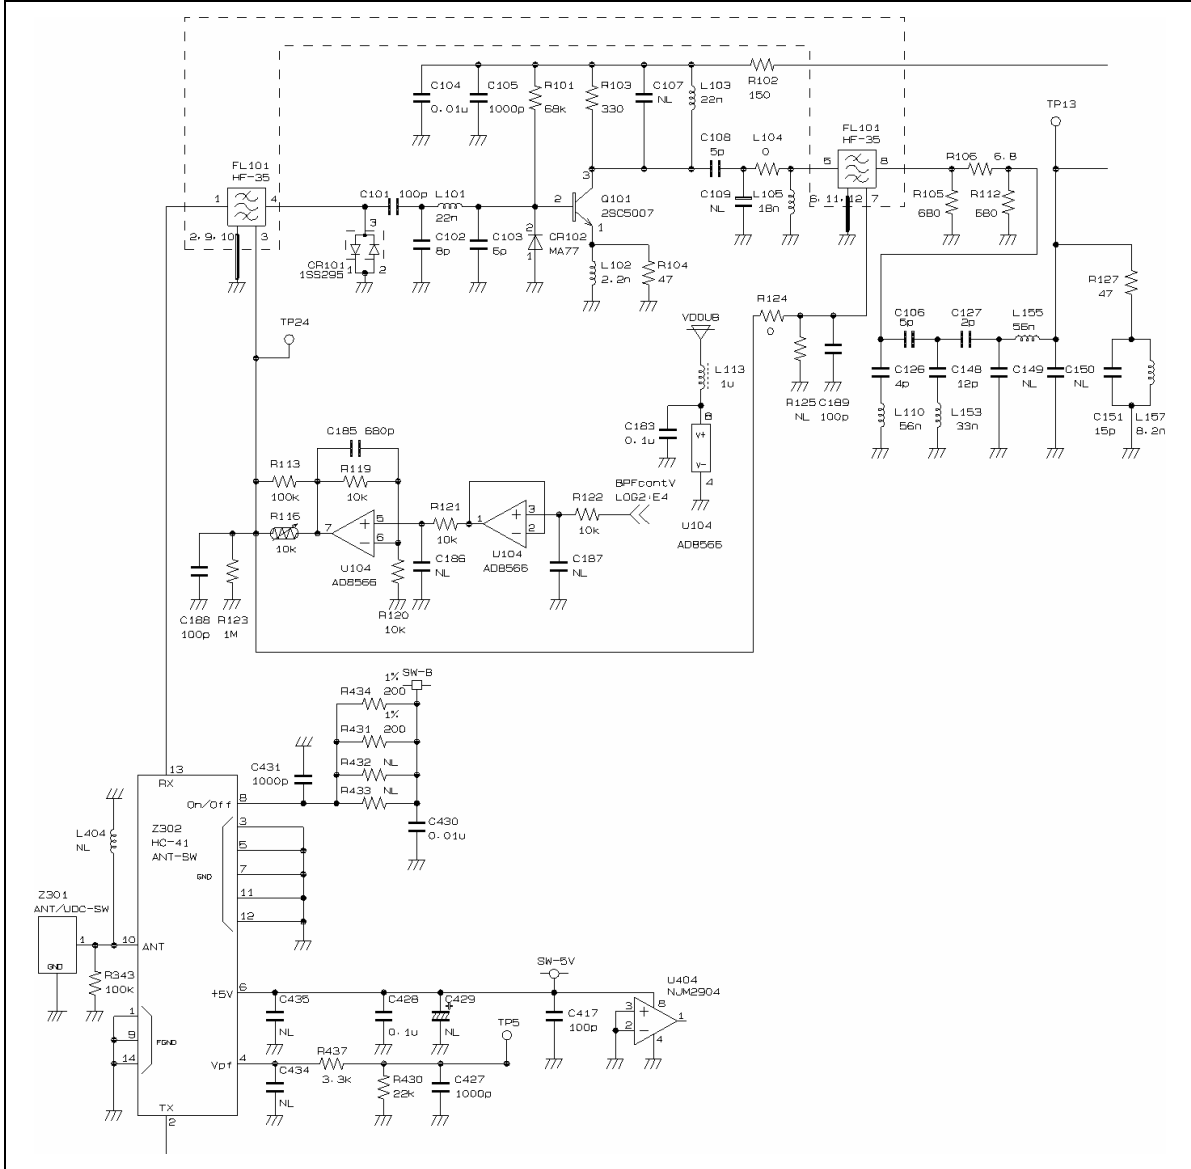 C104
0.01u
C105
1000p
R101
68k
R103
330
C107
NL
L103
22n
R102
150
TP13
FL101
HF-35
1
4
2,9,10
3
C101 100p
L101
22n
3
CR101
1SS295
1
2
C102
8p
C103
5p
2
CR102
MA77
1
2
3
Q101
2SC5007
1
L102
2.2n
R104
47
C108
5p
L104
0
C109
NL
L105
18n
FL101
HF-35
5
8
6,11,12
7
R106 6.8
R105
680
R112
680
R127
47
TP24
R124
0
VDDUB
L113
1u
R125
NL
C189
100p
C106
5p
C127
2p
L155
56n
C126
4p
C148
12p
C149
NL
C150
NL
L110
56n
L153
33n
C151
15p
L157
8.2n
C183
0.1u
8
V+
V-
4
U104
AD8566
C185 680p
R113
100k
R119
10k
R116
10k
7
5
6
U104
AD8566
R121
10k
1
3
2
U104
AD8566
R122
10k
BPFcontV
LOG2:E4
C186
NL
C187
NL
C188
100p
R123
1M
R120
10k
1%
SW-B
R434 200
1%
R431 200
R432 NL
R433 NL
C431
1000p
C430
0.01u
13
RX
On/Off
8
Z302
HC-41
ANT-SW
GND
3
5
7
11
12
L404
NL
Z301
ANT/UDC-SW
GND
1
10
ANT
R343
100k
1
9
14
FGND
+5V
6
Vpf
4
TX
2
C435
NL
C428
0.1u
C429
NL
SW-5V
C417
100p
U404
NJM2904
3
2
8
1
4
TP5
C434
NL
R437
3.3k
R430
22k
C427
1000p